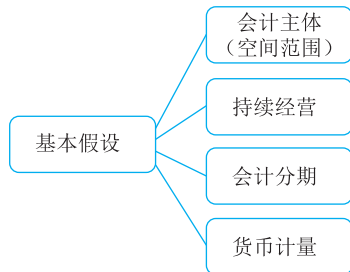 会计主体
（空间范围）
持续经营
基本假设
会计分期
货币计量